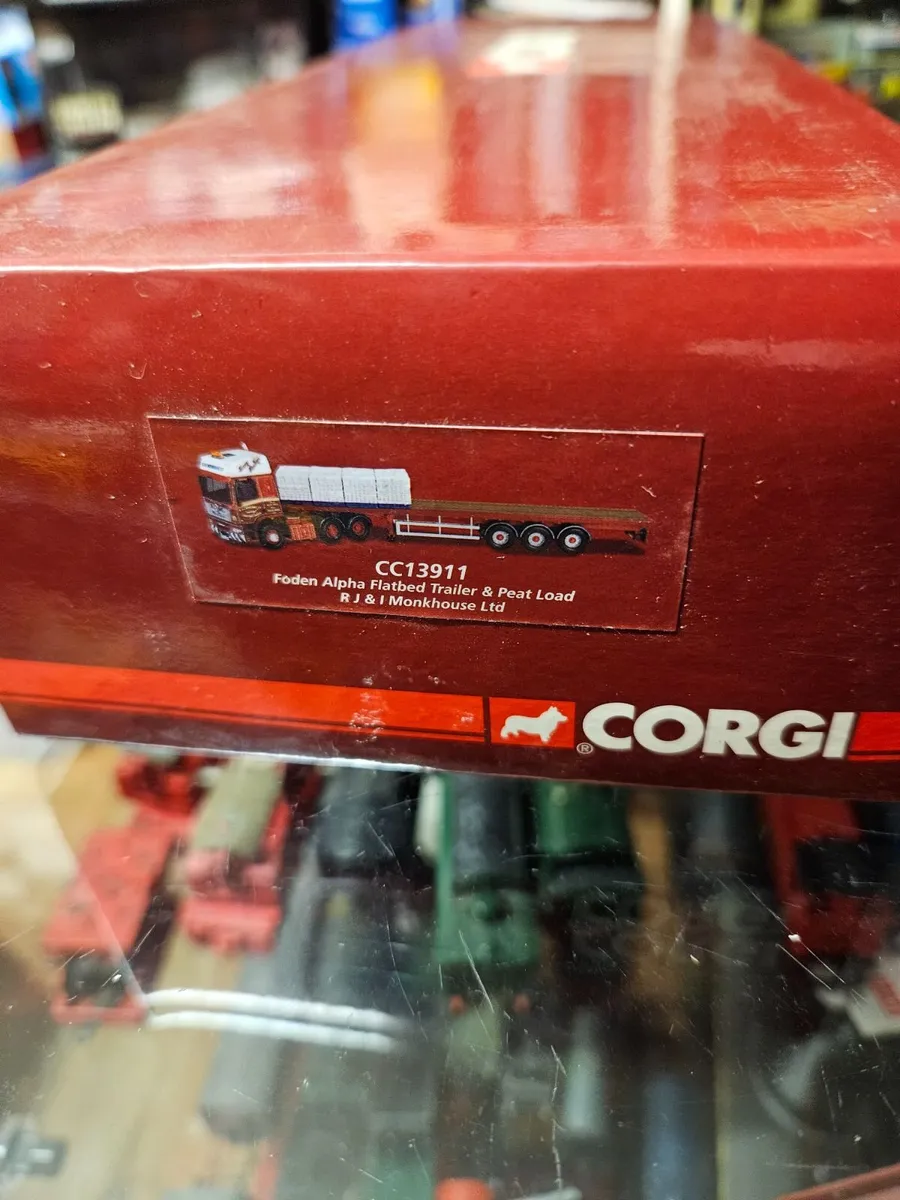 CC13911
Foden Alpha Flatbed Trailer & Peat Load
R J & I Monkhouse Ltd
® CORGI